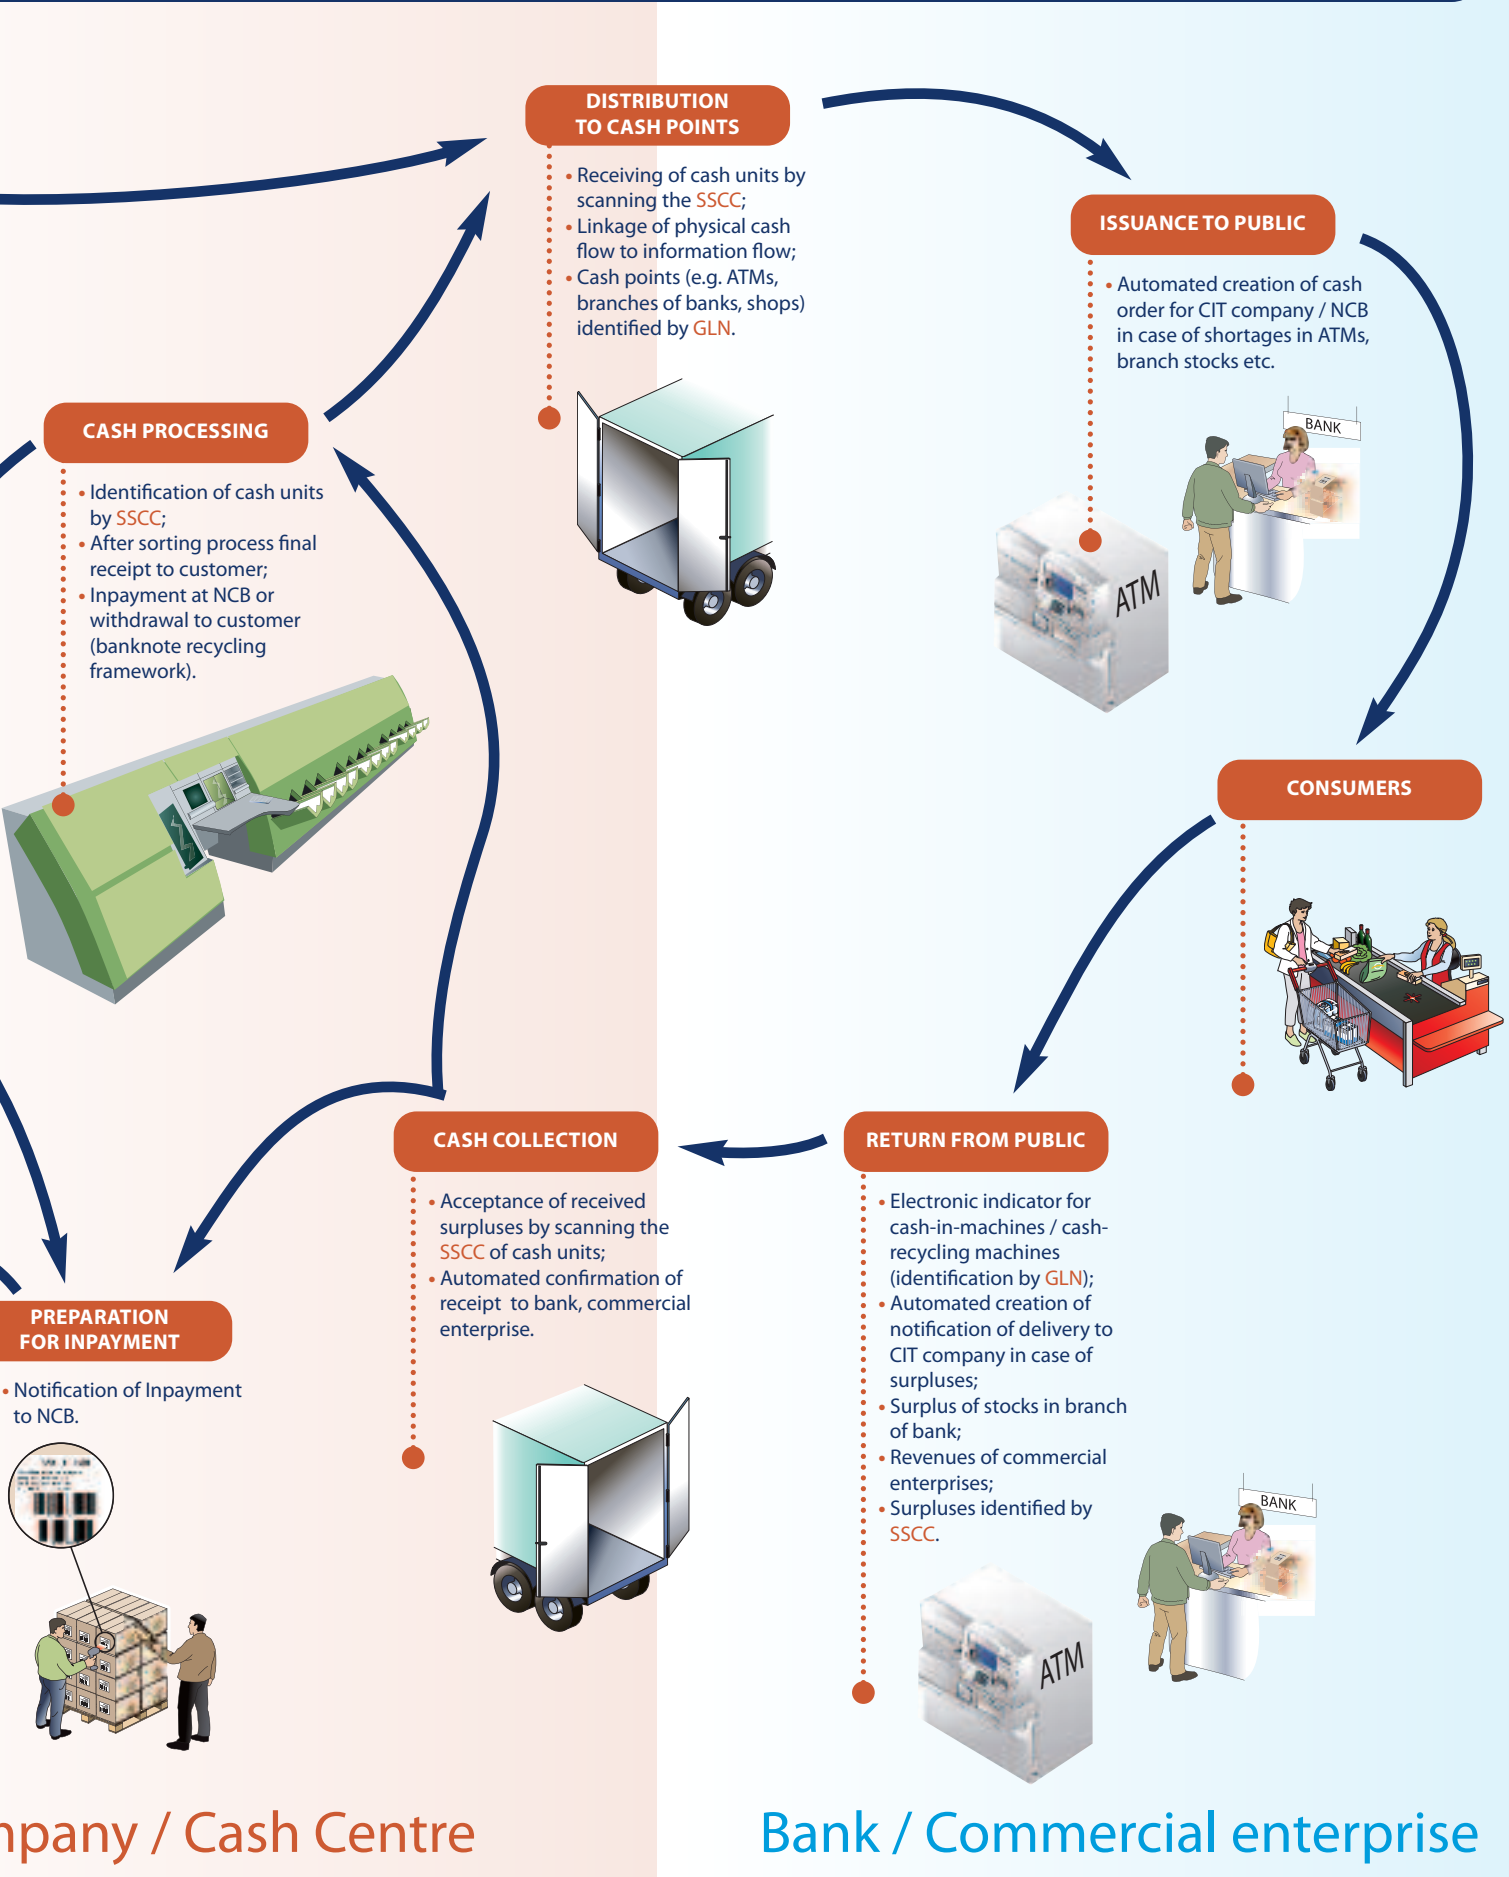 DISTRIBUTION
TO CASH POINTS
• Receiving of cash units by
scanning the SSCC;
• Linkage of physical cash
flow to information flow;
• Cash points (e.g. ATMs,
branches of banks, shops)
identified by GLN.
ISSUANCE TO PUBLIC
• Automated creation of cash
order for CIT company / NCB
in case of shortages in ATMs,
branch stocks etc.
BANK
ATM
CASH PROCESSING
• Identification of cash units
by SSCC;
• After sorting process final
receipt to customer;
• Inpayment at NCB or
withdrawal to customer
(banknote recycling
framework).
CONSUMERS
CASH COLLECTION
• Acceptance of received
surpluses by scanning the
SSCC of cash units;
• Automated confirmation of
receipt to bank, commercial
enterprise.
RETURN FROM PUBLIC
• Electronic indicator for
cash-in-machines / cash-
recycling machines
(identification by GLN);
• Automated creation of
notification of delivery to
CIT company in case of
surpluses;
• Surplus of stocks in branch
of bank;
• Revenues of commercial
enterprises;
• Surpluses identified by
SSCC.
BANK
ATM
PREPARATION
FOR INPAYMENT
• Notification of Inpayment
to NCB.
mpany / Cash Centre
Bank / Commercial enterprise